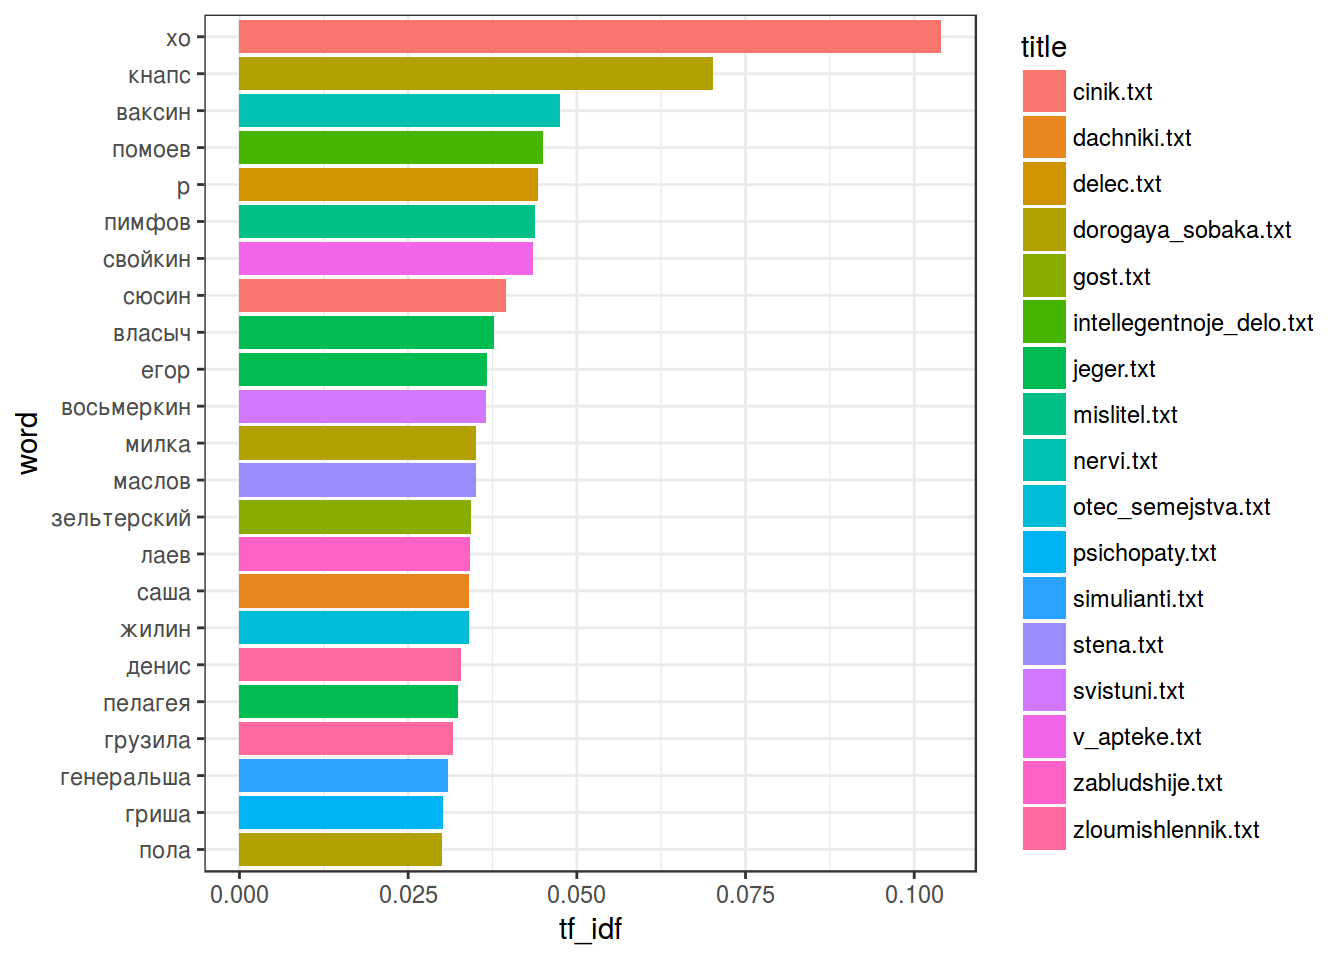 word
хо
кнапс
ваксин
помоев
р
пимфов
свойкин
сюсин
власыч
егор
восьмеркин
милка
маслов
зельтерский
лаев
саша
жилин
денис
пелагея
грузила
генеральша
гриша
пола
0.000 0.025 0.050 0.075 0.100
tf_idf
title
cinik.txt
dachniki.txt
delec.txt
dorogaya_sobaka.txt
gost.txt
intellegentnoje_delo.txt
jeger.txt
mislitel.txt
nervi.txt
otec_semejstva.txt
psichopaty.txt
simulianti.txt
stena.txt
svistuni.txt
v_apteke.txt
zabludshije.txt
zloumishlennik.txt